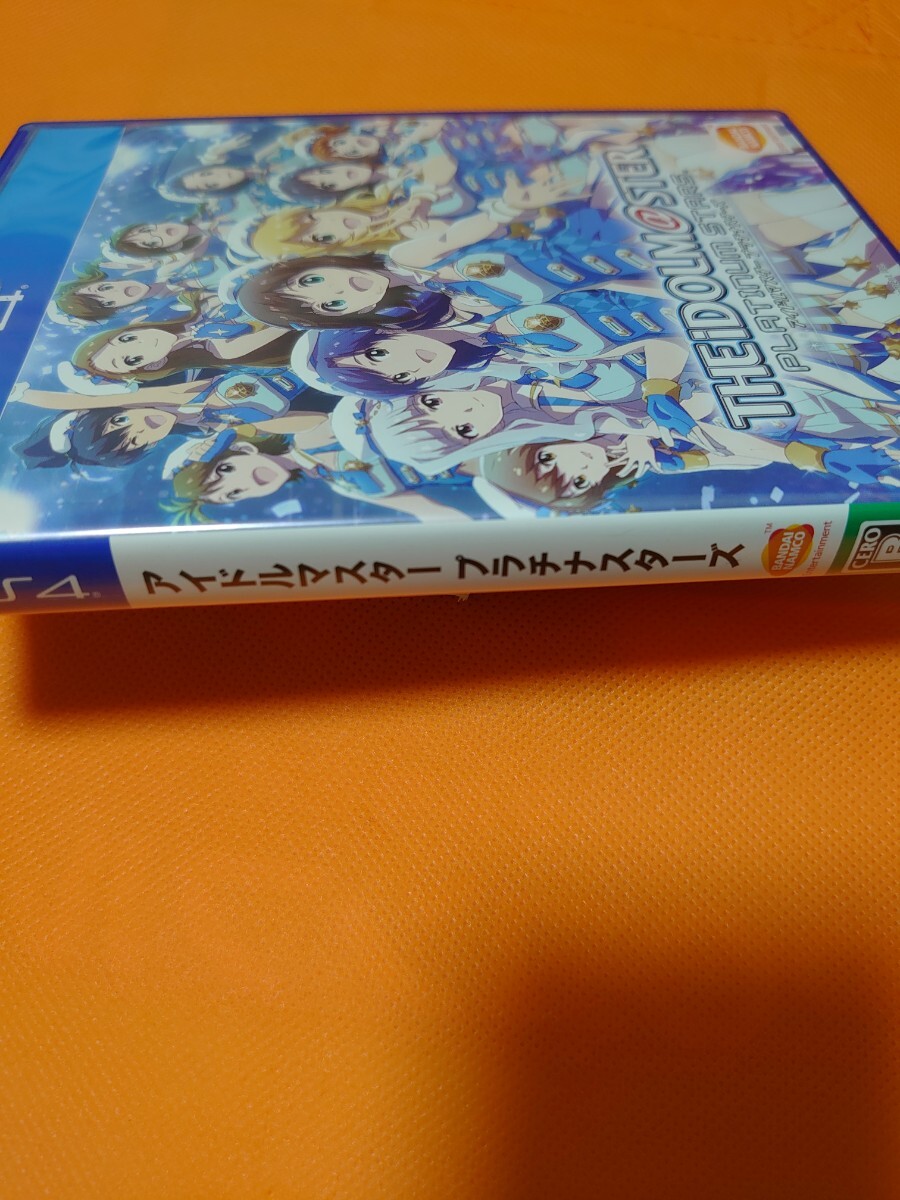 THE iDOLM@STER
PLATINUM STARS
アイドルマスター プラチナスターズ
BANDAI
NAMCO
Entertainment
CERO
B